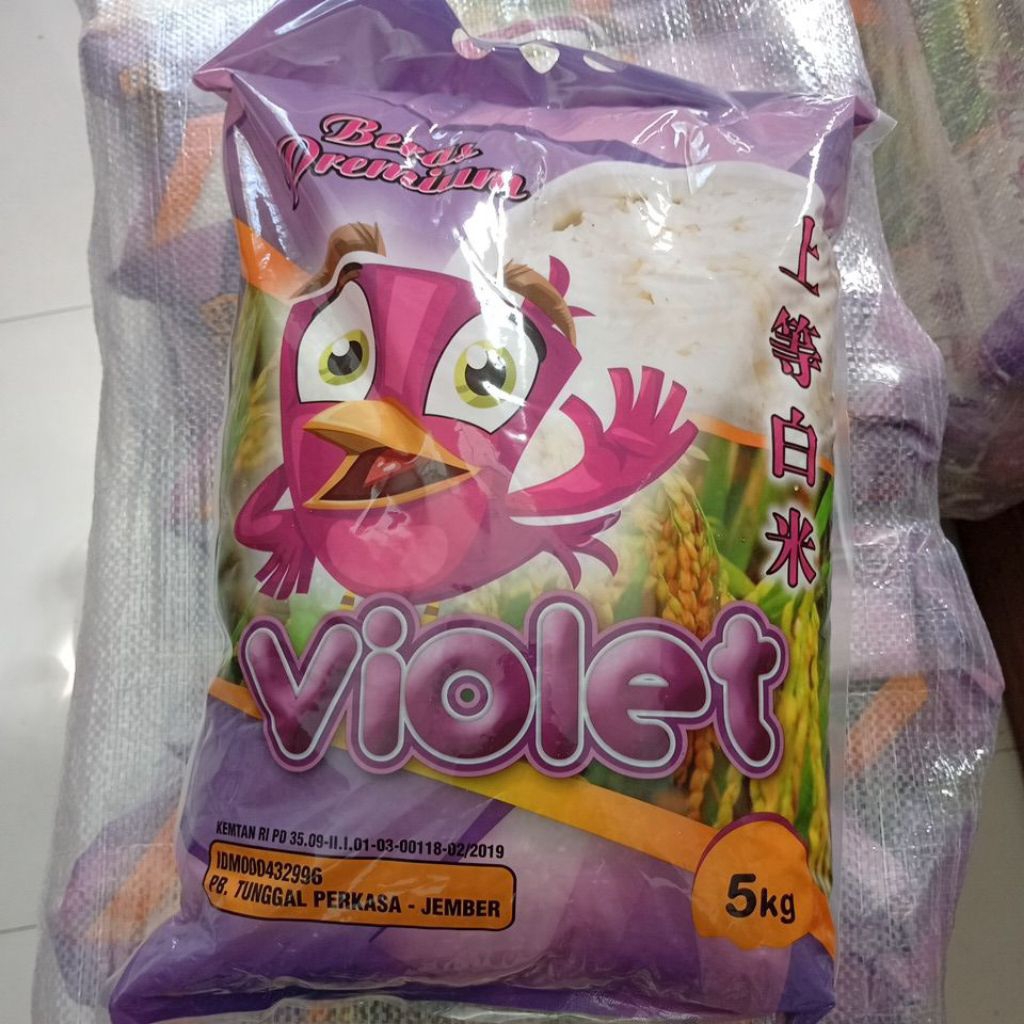 Beras
Premium
上等白米
violet
KEMTAN RI PD 35.09-II.I.01-03-00118-02/2019
IDM000432996
PB. TUNGGAL PERKASA - JEMBER
5kg